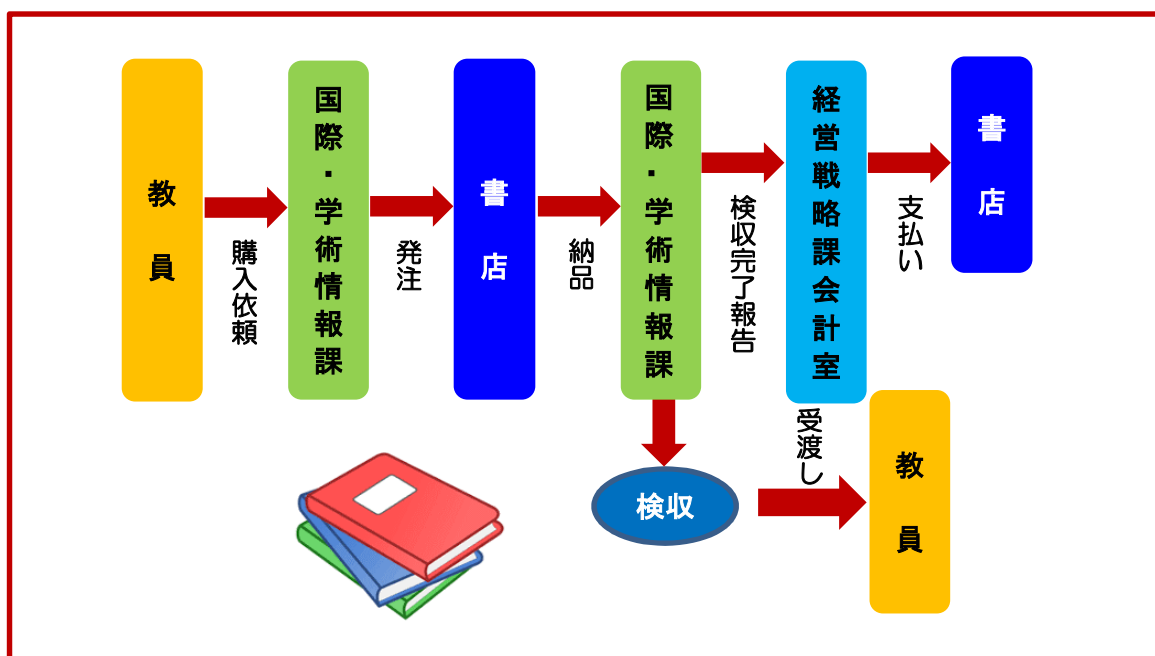 教員
購入依頼
国際・学術情報課
発注
書店
納品
国際・学術情報課
検収完了報告
経営戦略課会計室
支払い
書店
検収
受渡し
教員